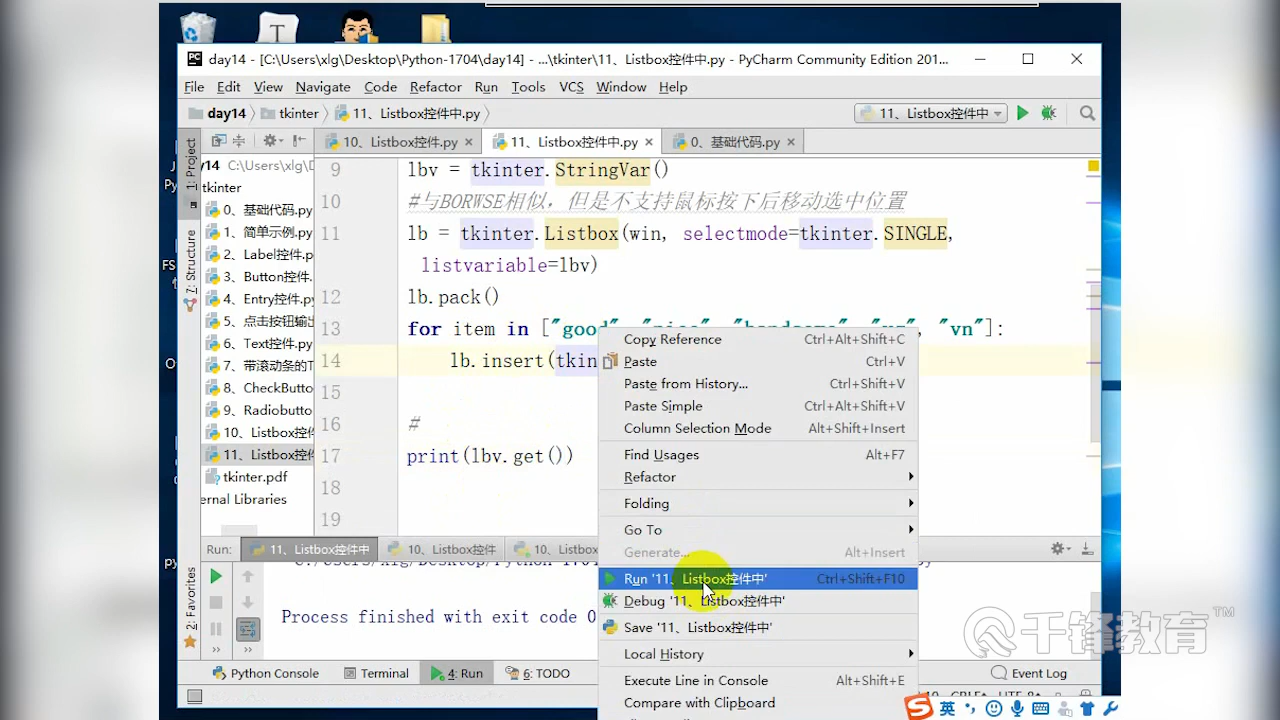 T
PC day14 - [C:\Users\xlg\Desktop\Python-1704\day14] - ...\tkinter\11、Listbox控件中.py - PyCharm Community Edition 201...
File Edit View Navigate Code Refactor Run Tools VCS Window Help
day14 tkinter 11、Listbox控件中.py 11、Listbox控件中
10、Listbox控件.py 11、Listbox控件中.py 0、基础代码.py
1: Project
7: Structure
2: Favorites
y14 C:\Users\xlg\D
tkinter
0、基础代码.py
1、简单示例.py
2、Label控件.p
3、Button控件.
4、Entry控件.py
5、点击按钮输出
6、Text控件.py
7、带滚动条的T
8、CheckButto
9、Radiobutto
10、Listbox控件
11、Listbox控件
tkinter.pdf
ernal Libraries
9 lbv = tkinter.StringVar()
10 #与BORWSE相似，但是不支持鼠标按下后移动选中位置
11 lb = tkinter.Listbox(win, selectmode=tkinter.SINGLE,
listvariable=lbv)
12 lb.pack()
13 for item in ["good", "nice", "handsome", , "vn"]:
14 lb.insert(tkin
15
16 #
17 print(lbv.get())
18
19
Copy Reference Ctrl+Alt+Shift+C
Paste Ctrl+V
Paste from History... Ctrl+Shift+V
Paste Simple Ctrl+Alt+Shift+V
Column Selection Mode Alt+Shift+Insert
Find Usages Alt+F7
Refactor
Folding
Go To
Generate... Alt+Insert
Run '11、Listbox控件中' Ctrl+Shift+F10
Debug '11、Listbox控件中'
Save '11、Listbox控件中'
Local History
Execute Line in Console Alt+Shift+E
Compare with Clipboard
Run: 11、Listbox控件中 10、Listbox控件 10、Listbox
Process finished with exit code 0
Python Console Terminal 4: Run 6: TODO Event Log
千锋教育™
英